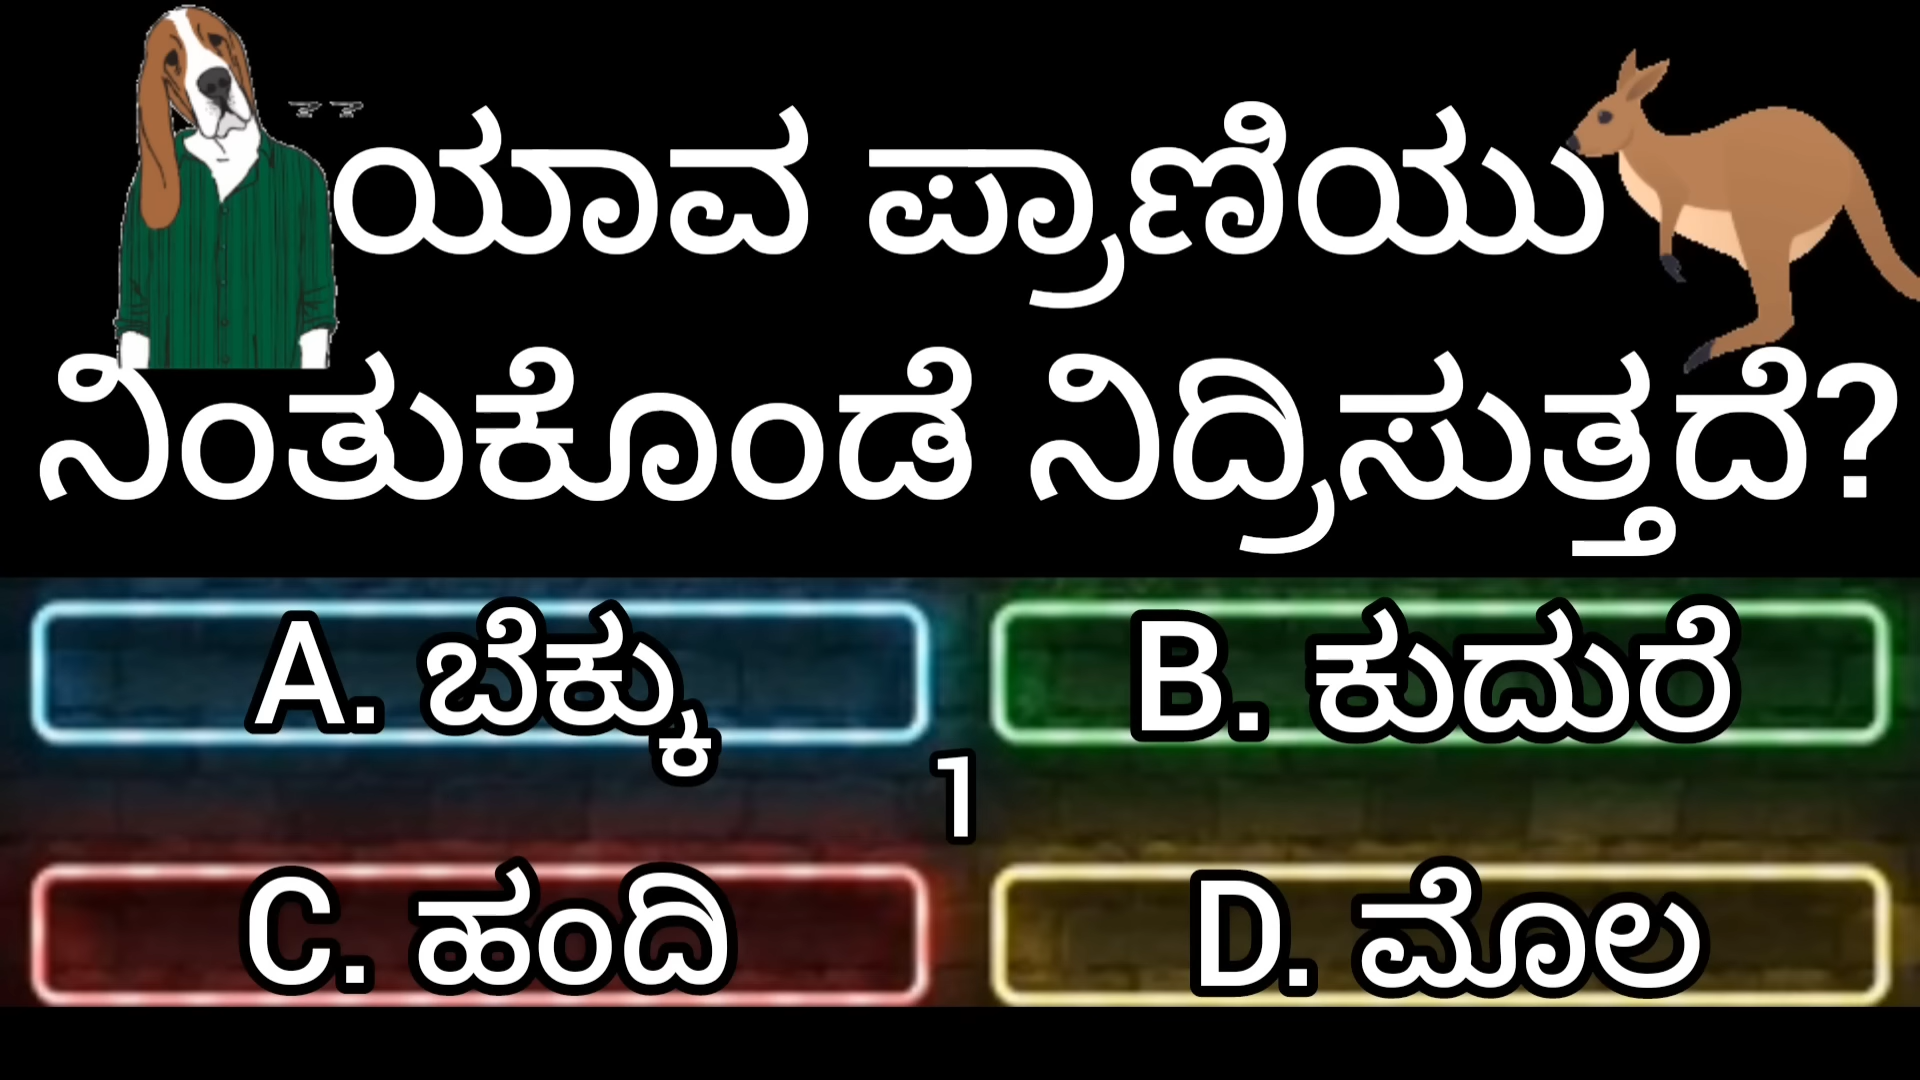 ಯಾವ ಪ್ರಾಣಿಯು
ನಿಂತುಕೊಂಡೆ ನಿದ್ರಿಸುತ್ತದೆ?
A. ಬೆಕ್ಕು
B. ಕುದುರೆ
1
C. ಹಂದಿ
D. ಮೊಲ